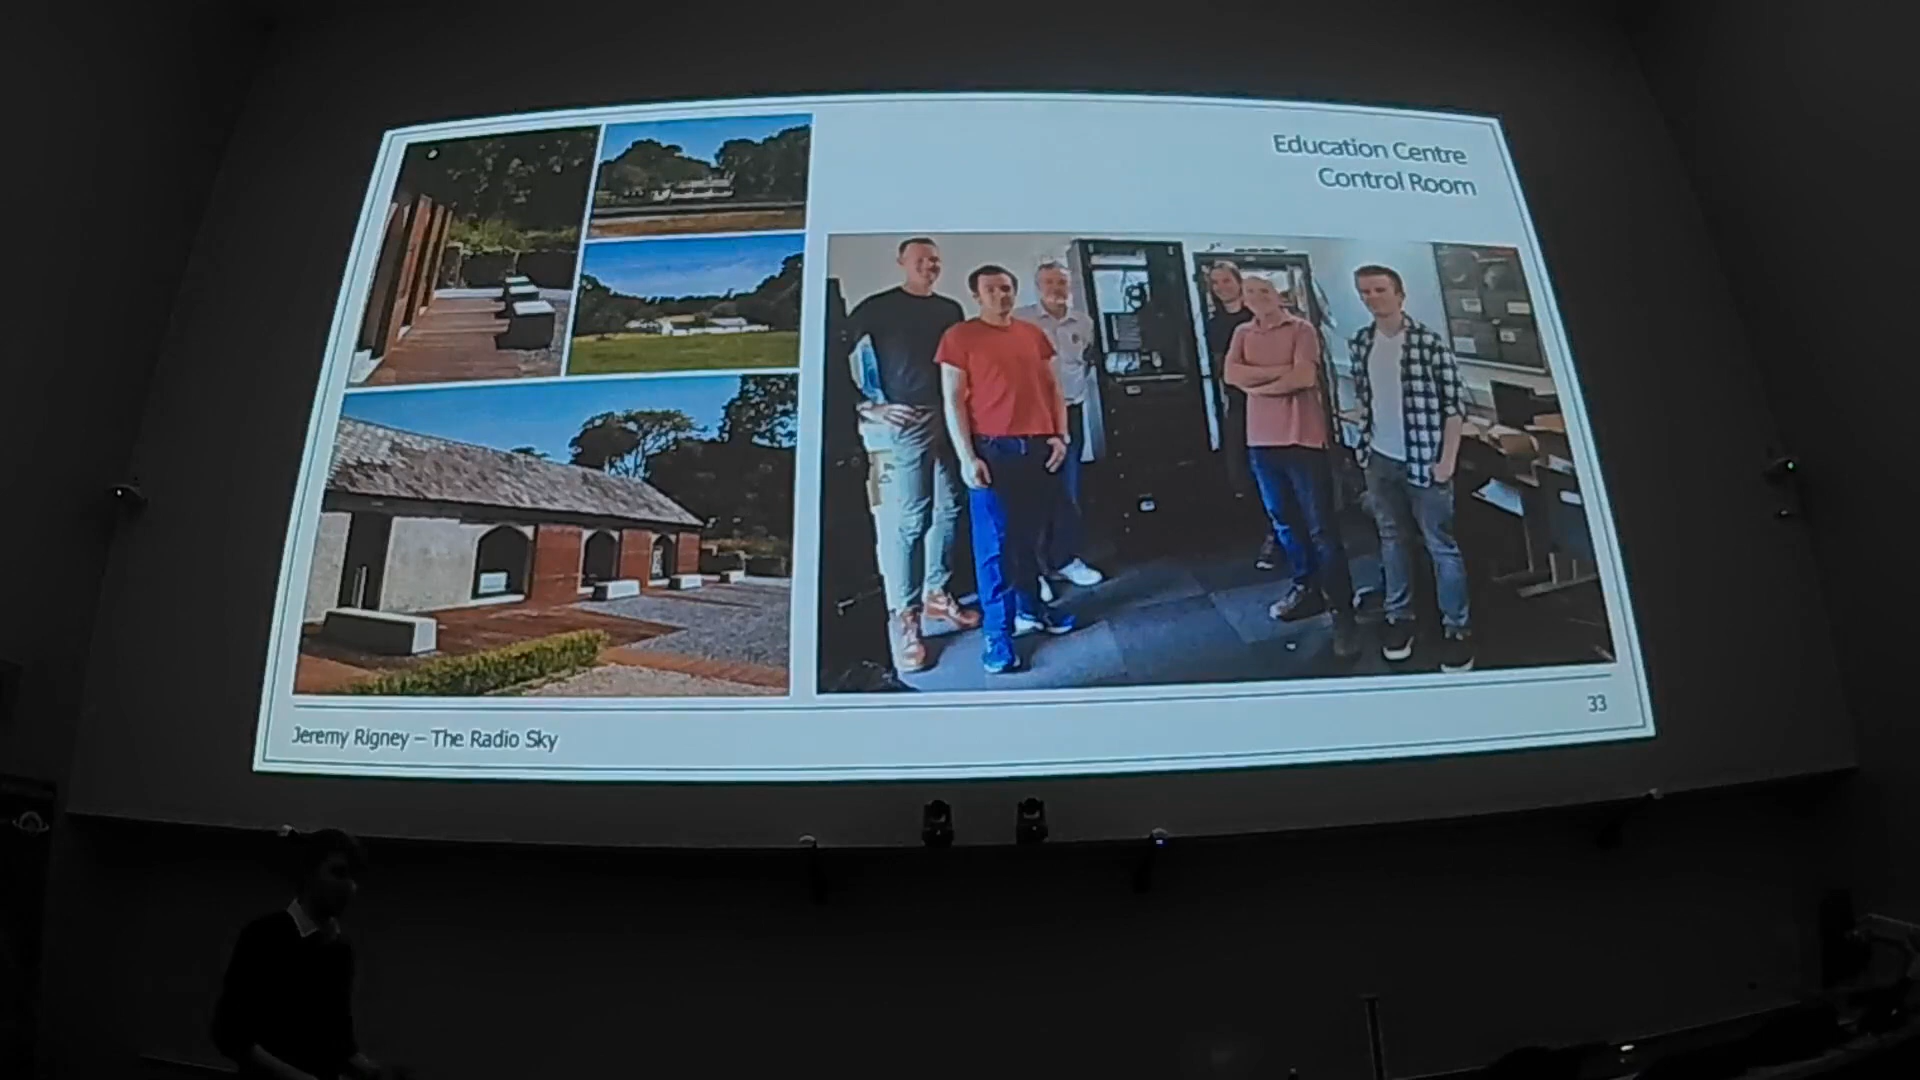 Education Centre
Control Room
Jeremy Rigney – The Radio Sky
33